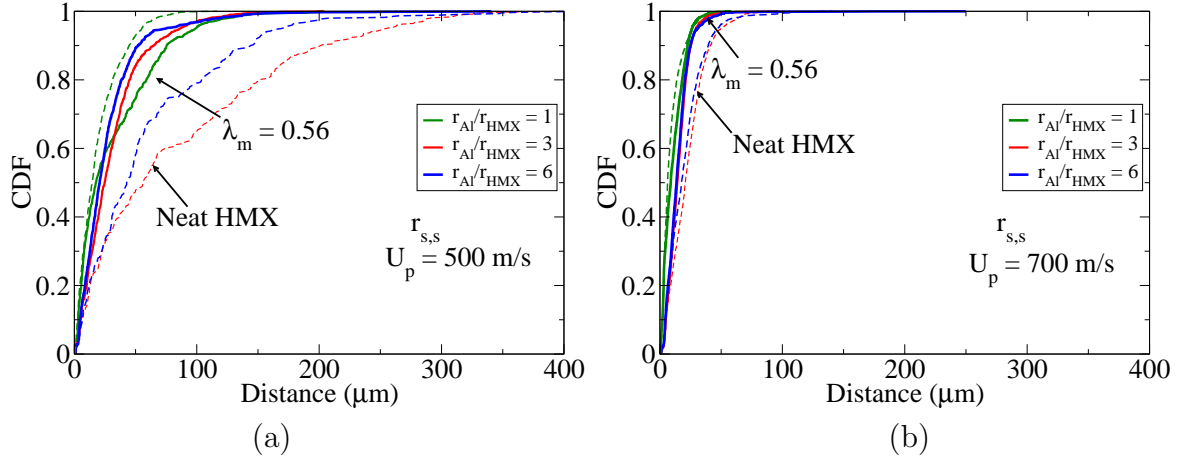 1
0.8
0.6
0.4
0.2
0
CDF
0
100
200
300
400
Distance (μm)
λm = 0.56
Neat HMX
rAl/rHMX = 1
rAl/rHMX = 3
rAl/rHMX = 6
rs,s
Up = 500 m/s
(a)
1
0.8
0.6
0.4
0.2
0
CDF
0
100
200
300
400
Distance (μm)
λm = 0.56
Neat HMX
rAl/rHMX = 1
rAl/rHMX = 3
rAl/rHMX = 6
rs,s
Up = 700 m/s
(b)